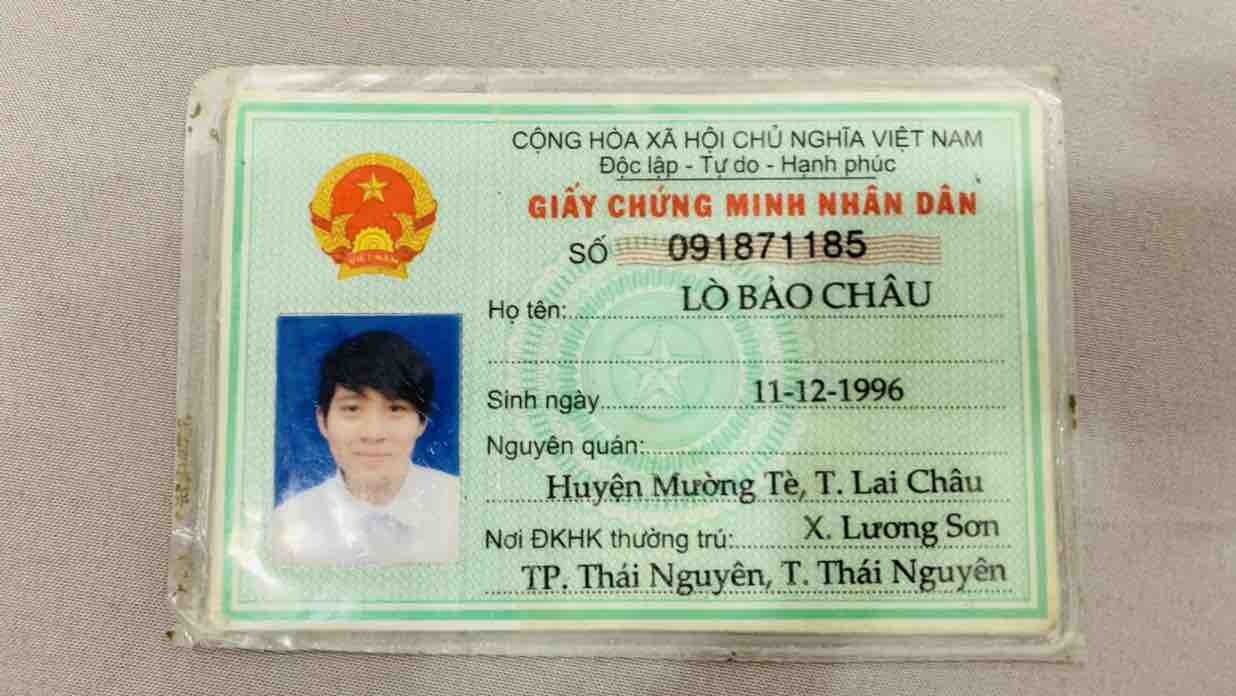 CỘNG HÒA XÃ HỘI CHỦ NGHĨA VIỆT NAM
Độc lập - Tự do - Hạnh phúc
GIẤY CHỨNG MINH NHÂN DÂN
SỐ 091871185
Họ tên: LÒ BẢO CHÂU
Sinh ngày 11-12-1996
Nguyên quán:
Huyện Mường Tè, T. Lai Châu
Nơi ĐKHK thường trú: X. Lương Sơn
TP. Thái Nguyên, T. Thái Nguyên
VIỆT NAM